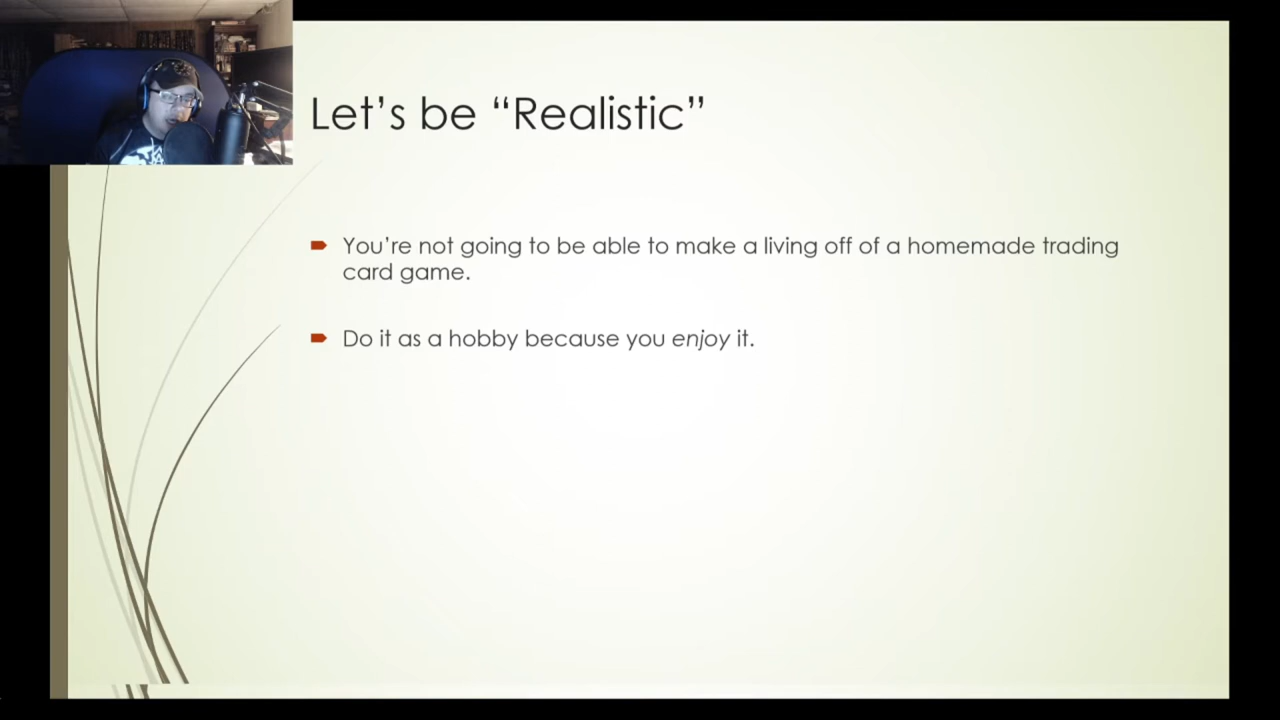 Let’s be “Realistic”
You’re not going to be able to make a living off of a homemade trading
card game.
Do it as a hobby because you enjoy it.